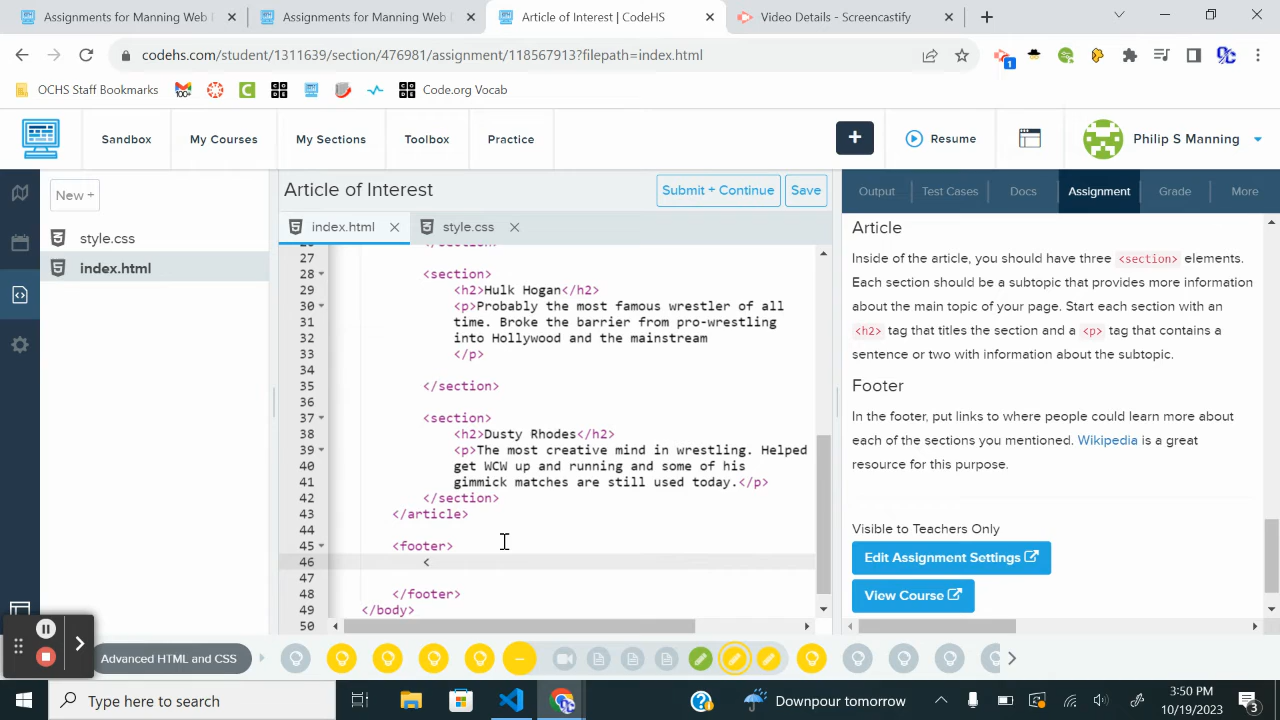 Assignments for Manning Web
Assignments for Manning Web
Article of Interest | CodeHS
Video Details - Screencastify
codehs.com/student/1311639/section/476981/assignment/118567913?filepath=index.html
1
OCHS Staff Bookmarks
Code.org Vocab
Sandbox
My Courses
My Sections
Toolbox
Practice
+
Resume
Philip S Manning
New +
style.css
index.html
Article of Interest
Submit + Continue
Save
index.html
style.css
Output
Test Cases
Docs
Assignment
Grade
More
27
28 <section>
29 <h2>Hulk Hogan</h2>
30 <p>Probably the most famous wrestler of all
31 time. Broke the barrier from pro-wrestling
32 into Hollywood and the mainstream
33 </p>
34
35 </section>
36
37 <section>
38 <h2>Dusty Rhodes</h2>
39 <p>The most creative mind in wrestling. Helped
40 get WCW up and running and some of his
41 gimmick matches are still used today.</p>
42 </section>
43 </article>
44
45 <footer>
46 <
47
48 </footer>
49 </body>
50
Article
Inside of the article, you should have three <section> elements.
Each section should be a subtopic that provides more information
about the main topic of your page. Start each section with an
<h2> tag that titles the section and a <p> tag that contains a
sentence or two with information about the subtopic.
Footer
In the footer, put links to where people could learn more about
each of the sections you mentioned. Wikipedia is a great
resource for this purpose.
Visible to Teachers Only
Edit Assignment Settings
View Course
Advanced HTML and CSS
Type here to search
Downpour tomorrow
3:50 PM
10/19/2023
3